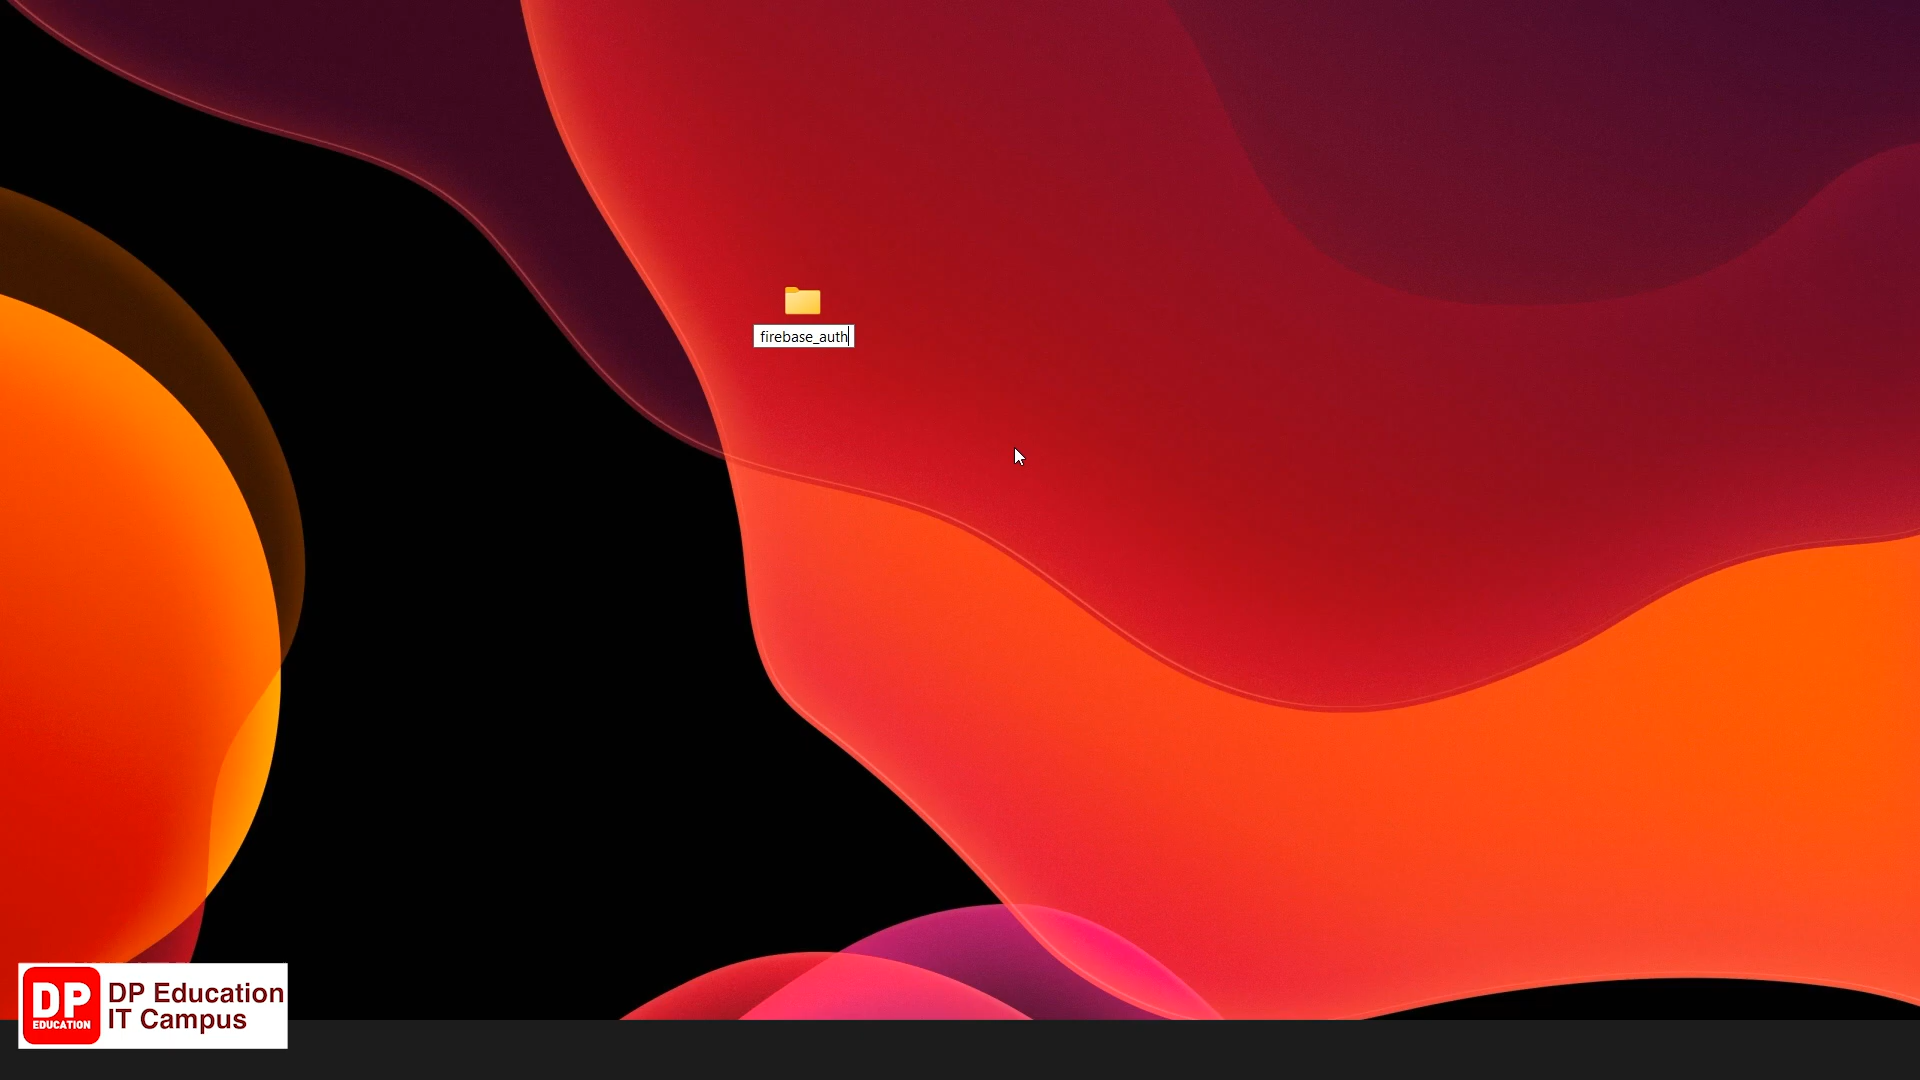 firebase_auth
DP
EDUCATION
DP Education
IT Campus